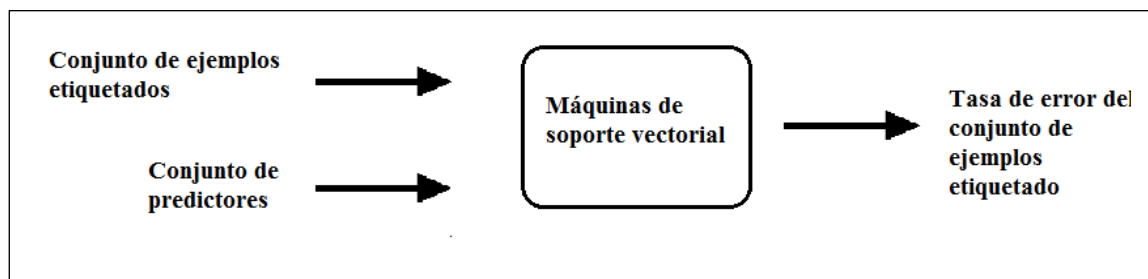 Conjunto de ejemplos
etiquetados
Conjunto de
predictores
Máquinas de
soporte vectorial
Tasa de error del
conjunto de
ejemplos
etiquetado